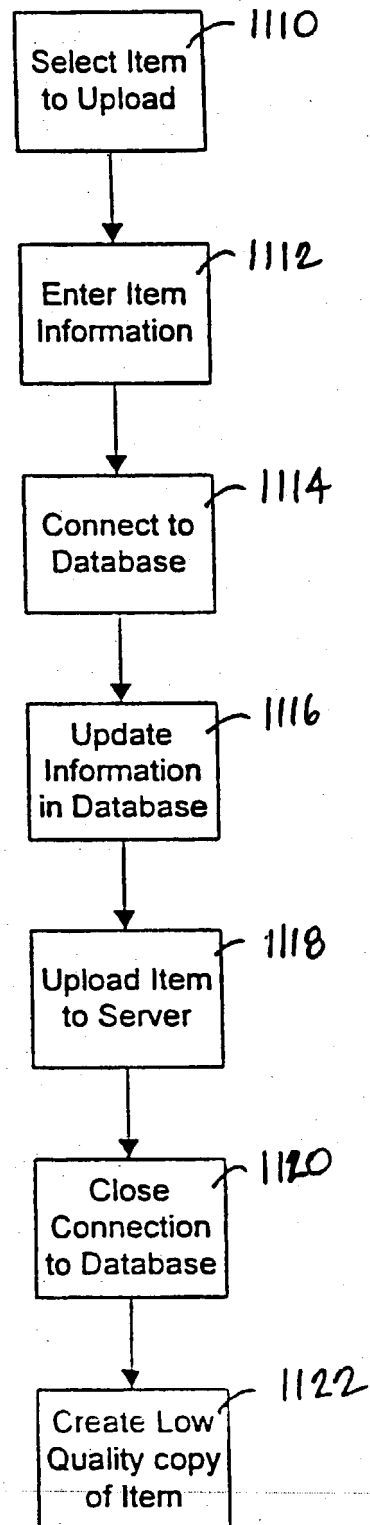 1110
Select Item
to Upload
1112
Enter Item
Information
1114
Connect to
Database
1116
Update
Information
in Database
1118
Upload Item
to Server
1120
Close
Connection
to Database
1122
Create Low
Quality copy
of Item